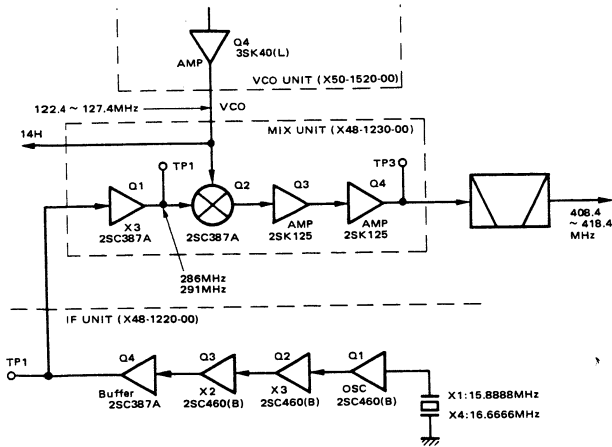 Q4
3SK40(L)
AMP
VCO UNIT (X50-1520-00)
122.4 ~ 127.4MHz
VCO
14H
MIX UNIT (X48-1230-00)
TP1
TP3
Q1
Q2
Q3
Q4
X3
2SC387A
2SC387A
AMP
2SK125
AMP
2SK125
408.4
~ 418.4
MHz
286MHz
291MHz
IF UNIT (X48-1220-00)
TP1
Q4
Q3
Q2
Q1
Buffer
2SC387A
X2
2SC460(B)
X3
2SC460(B)
OSC
2SC460(B)
X1:15.8888MHz
X4:16.6666MHz